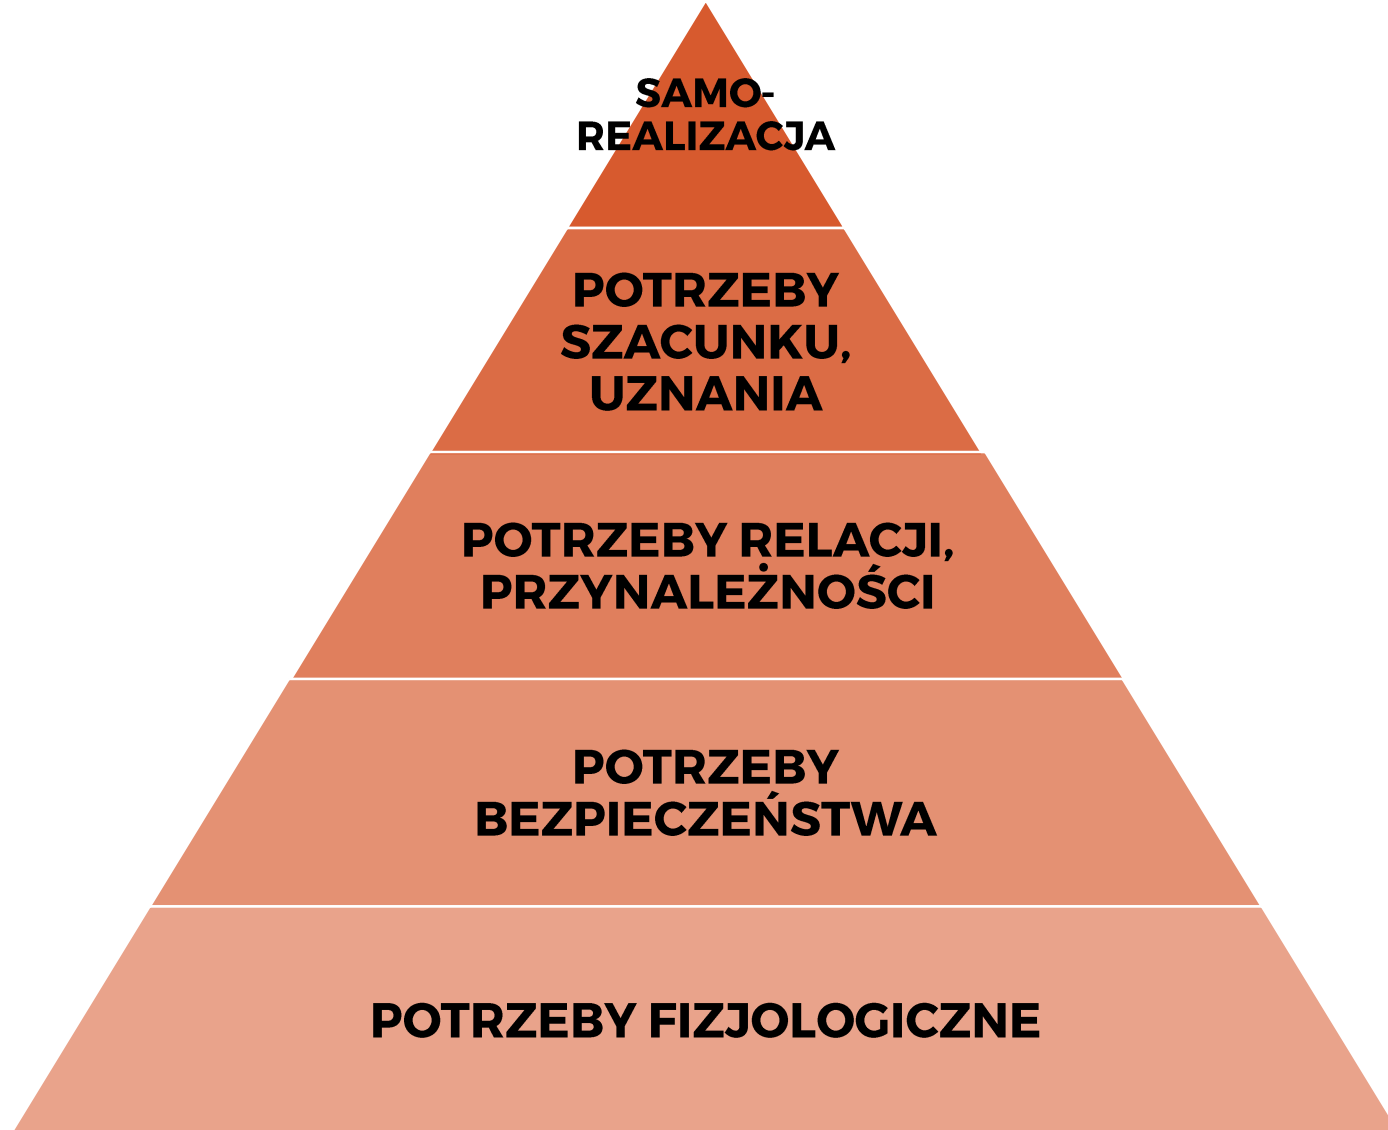 SAMO-
REALIZACJA
POTRZEBY
SZACUNKU,
UZNANIA
POTRZEBY RELACJI,
PRZYNALEŻNOŚCI
POTRZEBY
BEZPIECZEŃSTWA
POTRZEBY FIZJOLOGICZNE